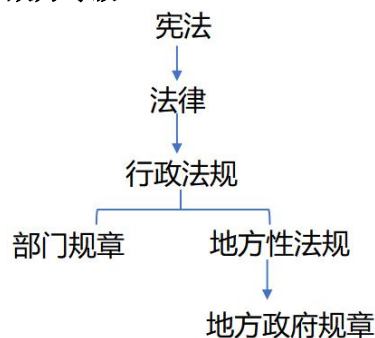 宪法
法律
行政法规
部门规章 地方性法规
地方政府规章